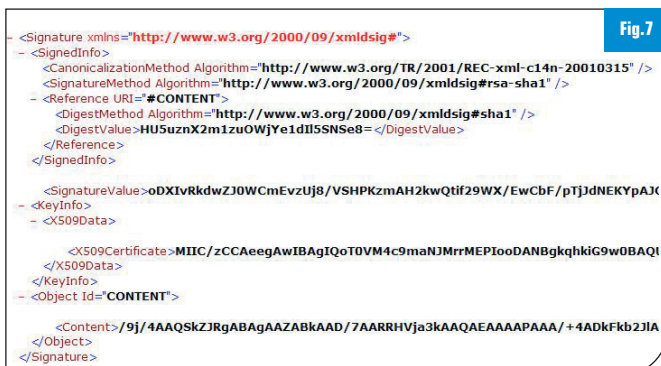 Fig.7
- <Signature xmlns="http://www.w3.org/2000/09/xmldsig#">
- <SignedInfo>
<CanonicalizationMethod Algorithm="http://www.w3.org/TR/2001/REC-xml-c14n-20010315" />
<SignatureMethod Algorithm="http://www.w3.org/2000/09/xmldsig#rsa-sha1" />
- <Reference URI="#CONTENT">
<DigestMethod Algorithm="http://www.w3.org/2000/09/xmldsig#sha1" />
<DigestValue>HU5uznX2m1zuOWjYe1dIl5SNSe8=</DigestValue>
</Reference>
</SignedInfo>
<SignatureValue>oDXIvRkdwZJ0WCmEvzUj8/VSHPKzmAH2kwQtif29WX/EwCbF/pTjJdNEKYpAJ
- <KeyInfo>
- <X509Data>
<X509Certificate>MIIC/zCCAeegAwIBAgIQoT0VM4c9maNJMrrMEPIooDANBgkqhkiG9w0BAQU
</X509Data>
</KeyInfo>
- <Object Id="CONTENT">
<Content>/9j/4AAQSkZJRgABAgAAZABkAAD/7AARRHVja3kAAQAEAAAAPAAA/+4ADkFkb2JlA
</Object>
</Signature>